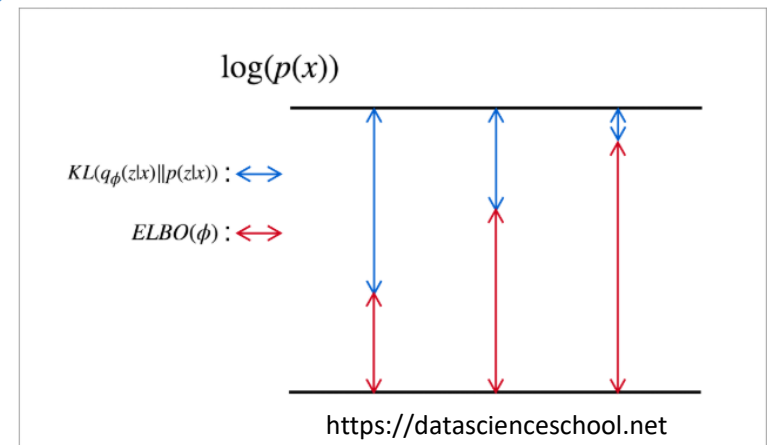 log(p(x))
KL(qϕ(z|x)||p(z|x)) :
ELBO(ϕ) :
https://datascienceschool.net